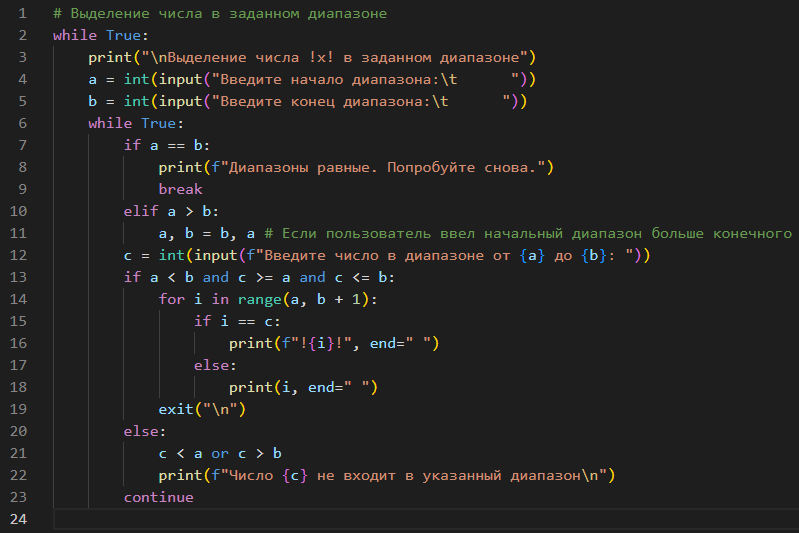 1 # Выделение числа в заданном диапазоне
2 while True:
3     print("\nВыделение числа !x! в заданном диапазоне")
4     a = int(input("Введите начало диапазона:\t      "))
5     b = int(input("Введите конец диапазона:\t      "))
6     while True:
7         if a == b:
8             print(f"Диапазоны равные. Попробуйте снова.")
9             break
10         elif a > b:
11             a, b = b, a # Если пользователь ввел начальный диапазон больше конечного
12         c = int(input(f"Введите число в диапазоне от {a} до {b}: "))
13         if a < b and c >= a and c <= b:
14             for i in range(a, b + 1):
15                 if i == c:
16                     print(f"!{i}!", end=" ")
17                 else:
18                     print(i, end=" ")
19             exit("\n")
20         else:
21             c < a or c > b
22             print(f"Число {c} не входит в указанный диапазон\n")
23         continue
24